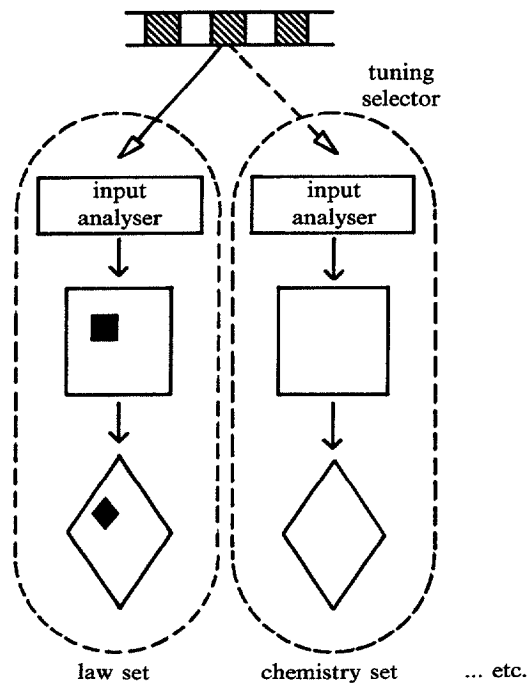 tuning
selector
input
analyser
input
analyser
law set
chemistry set
... etc.